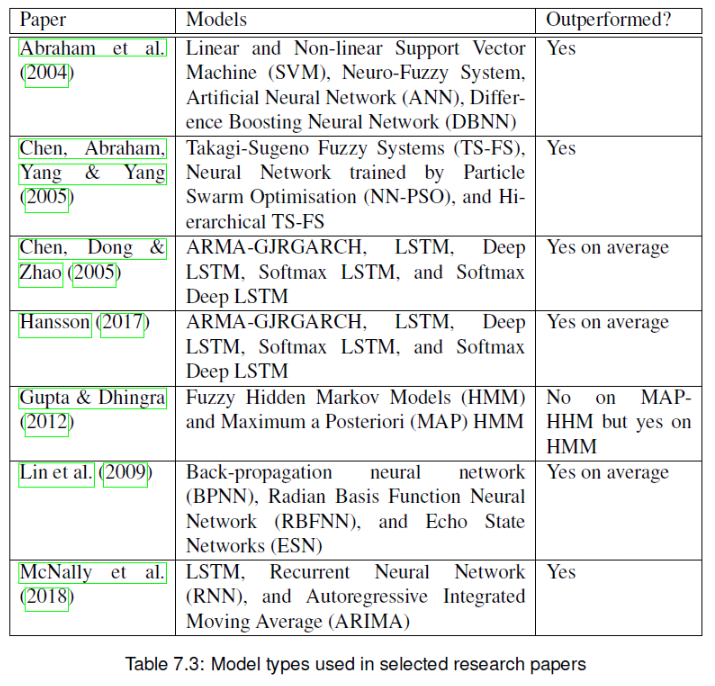 Paper Models Outperformed?
Abraham et al. Linear and Non-linear Support Vector Yes
(2004) Machine (SVM), Neuro-Fuzzy System,
Artificial Neural Network (ANN), Differ-
ence Boosting Neural Network (DBNN)
Chen, Abraham, Takagi-Sugeno Fuzzy Systems (TS-FS), Yes
Yang & Yang Neural Network trained by Particle
(2005) Swarm Optimisation (NN-PSO), and Hi-
erarchical TS-FS
Chen, Dong & ARMA-GJRGARCH, LSTM, Deep Yes on average
Zhao (2005) LSTM, Softmax LSTM, and Softmax
Deep LSTM
Hansson (2017) ARMA-GJRGARCH, LSTM, Deep Yes on average
LSTM, Softmax LSTM, and Softmax
Deep LSTM
Gupta & Dhingra Fuzzy Hidden Markov Models (HMM) No on MAP-
(2012) and Maximum a Posteriori (MAP) HMM HHM but yes on
HMM
Lin et al. (2009) Back-propagation neural network Yes on average
(BPNN), Radian Basis Function Neural
Network (RBFNN), and Echo State
Networks (ESN)
McNally et al. LSTM, Recurrent Neural Network Yes
(2018) (RNN), and Autoregressive Integrated
Moving Average (ARIMA)
Table 7.3: Model types used in selected research papers